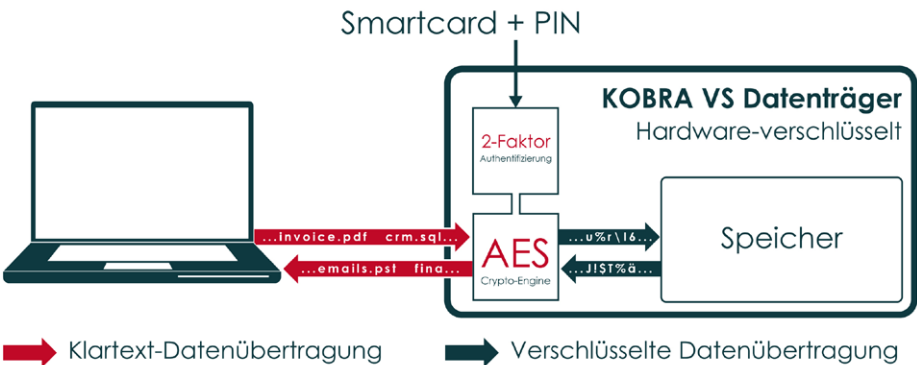 Smartcard + PIN
KOBRA VS Datenträger
Hardware-verschlüsselt
2-Faktor
Authentifizierung
...invoice.pdf crm.sql...
...emails.pst fina...
AES
Crypto-Engine
...u%r\l6...
...J!$T%ä...
Speicher
Klartext-Datenübertragung
Verschlüsselte Datenübertragung